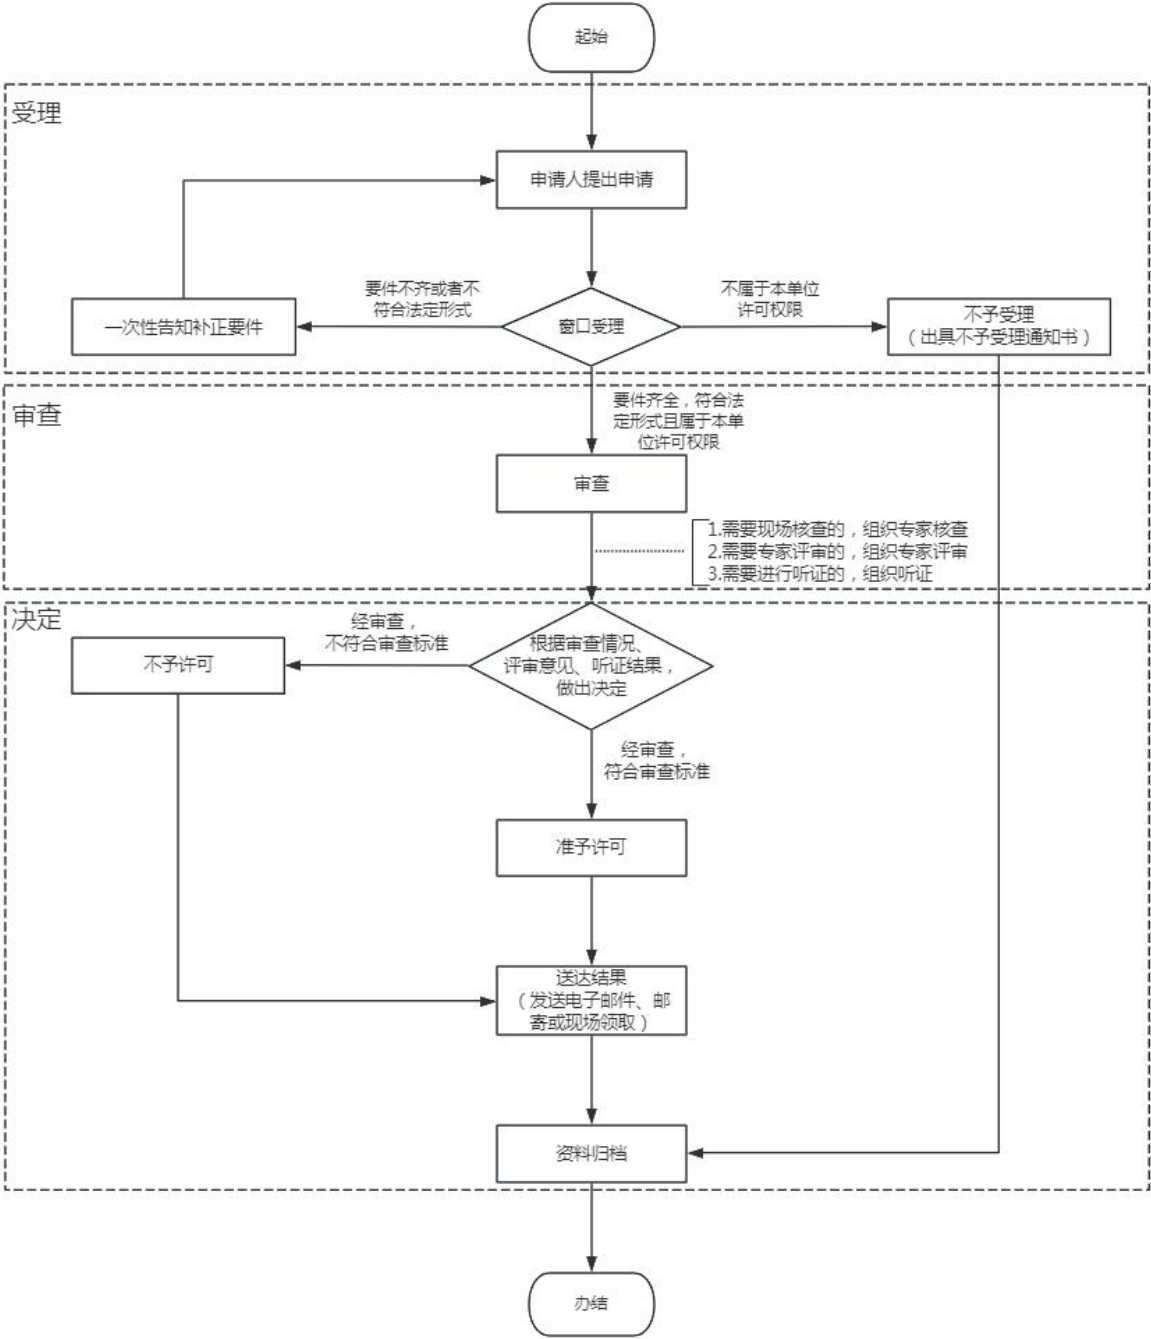 起始
受理
申请人提出申请
要件不齐或者不
符合法定形式
不属于本单位
许可权限
一次性告知补正要件
窗口受理
不予受理
（出具不予受理通知书）
审查
要件齐全，符合法
定形式且属于本单
位许可权限
审查
1.需要现场核查的，组织专家核查
2.需要专家评审的，组织专家评审
3.需要进行听证的，组织听证
决定
经审查，
不符合审查标准
不予许可
根据审查情况、
评审意见、听证结果，
做出决定
经审查，
符合审查标准
准予许可
送达结果
（发送电子邮件、邮
寄或现场领取）
资料归档
办结